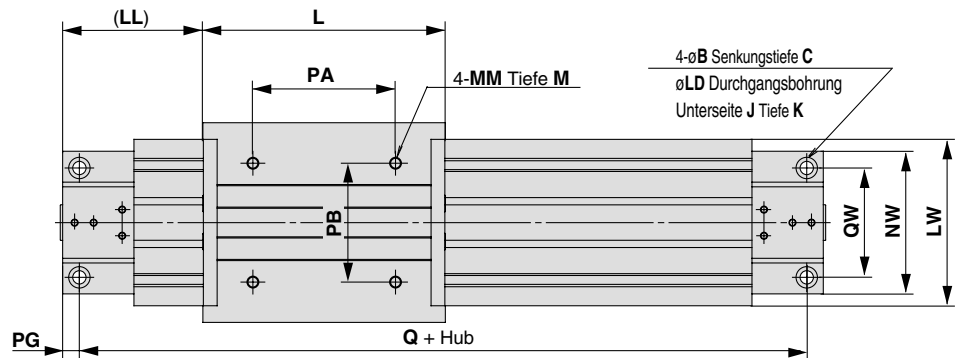 (LL)
L
PA
4-MM Tiefe M
4-øB Senkungstiefe C
øLD Durchgangsbohrung
Unterseite J Tiefe K
PB
QW
NW
LW
PG
Q + Hub